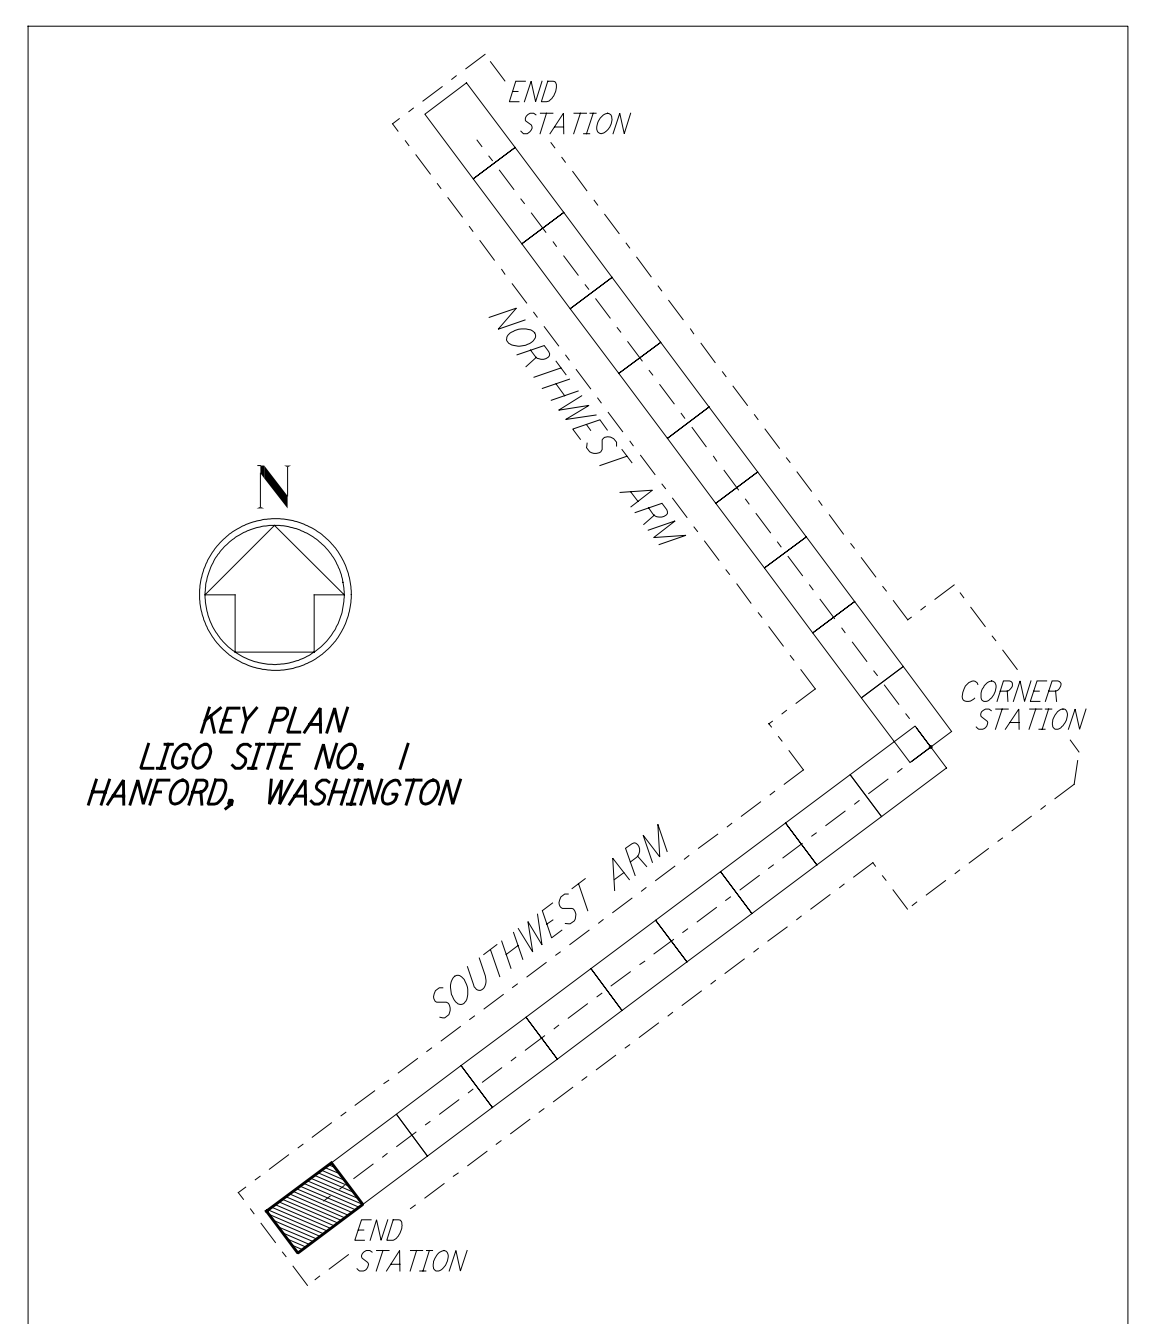 END
STATION
NORTHWEST ARM
N
KEY PLAN
LIGO SITE NO. 1
HANFORD, WASHINGTON
CORNER
STATION
SOUTHWEST ARM
END
STATION